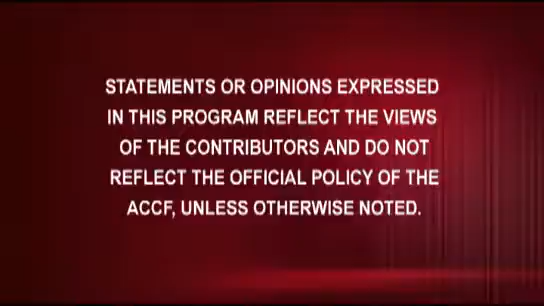 STATEMENTS OR OPINIONS EXPRESSED
IN THIS PROGRAM REFLECT THE VIEWS
OF THE CONTRIBUTORS AND DO NOT
REFLECT THE OFFICIAL POLICY OF THE
ACCF, UNLESS OTHERWISE NOTED.